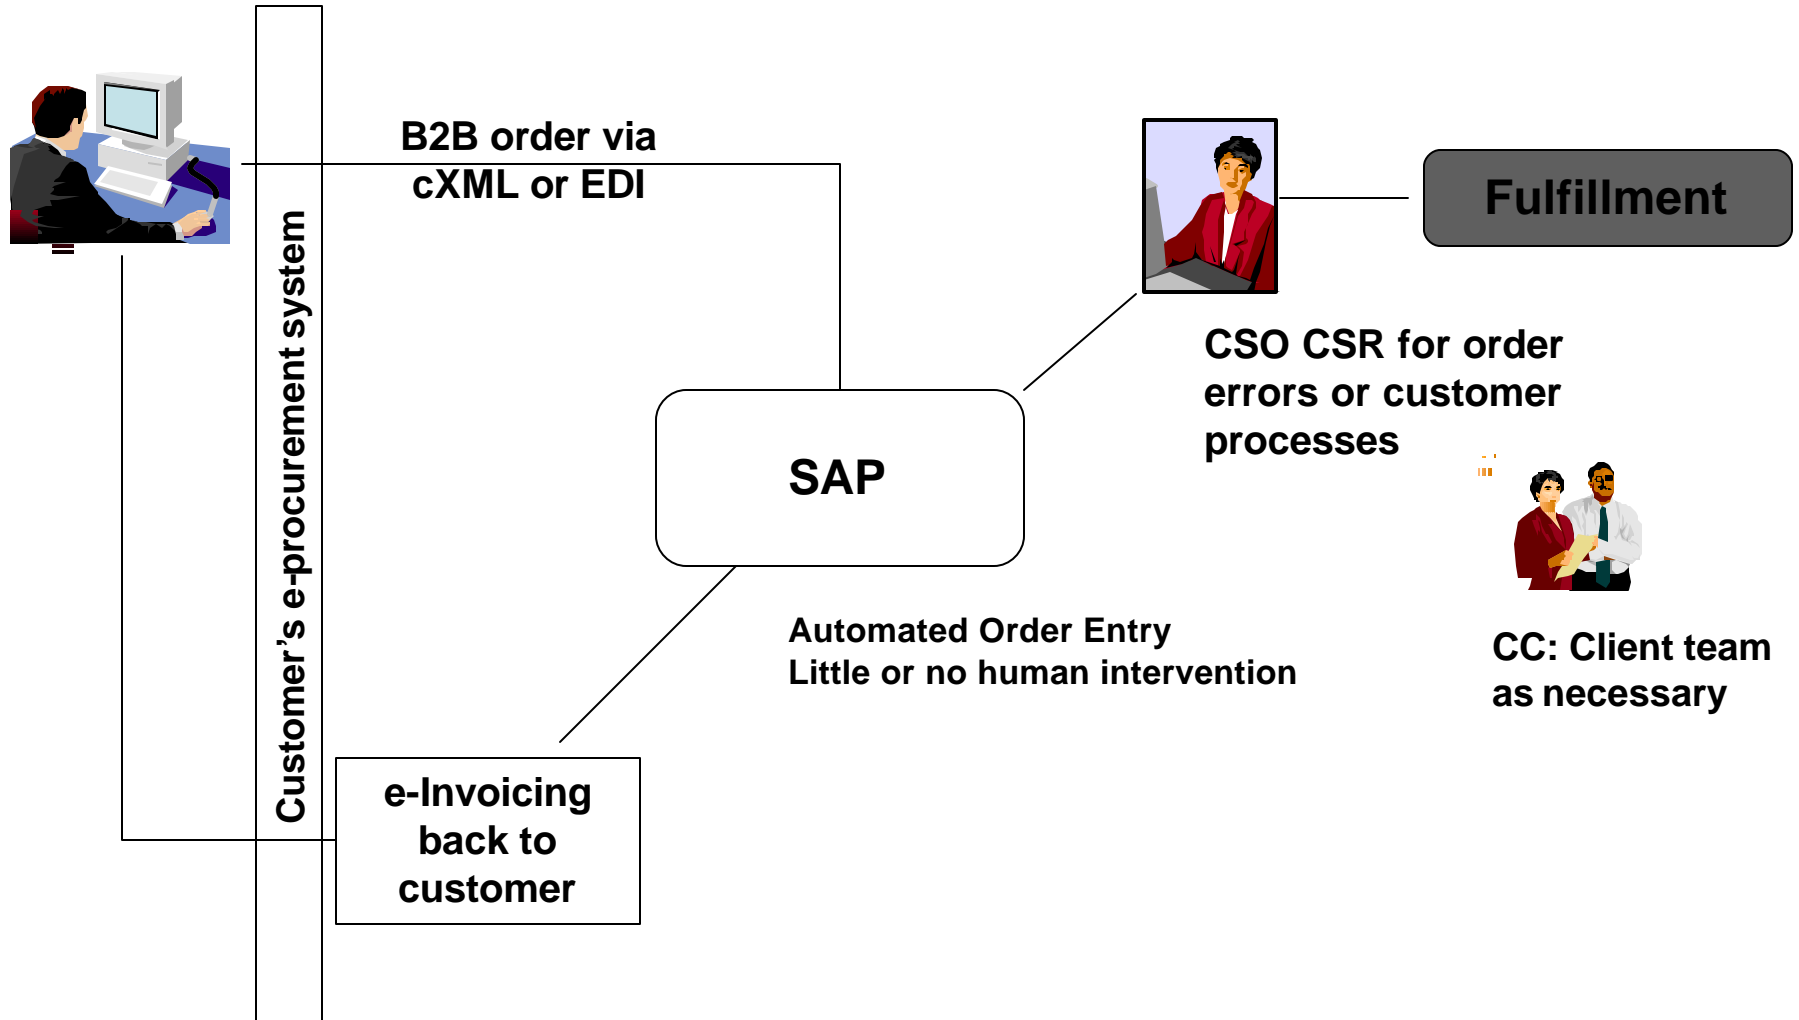 Customer’s e-procurement system
B2B order via
cXML or EDI
Fulfillment
CSO CSR for order
errors or customer
processes
SAP
Automated Order Entry
Little or no human intervention
CC: Client team
as necessary
e-Invoicing
back to
customer